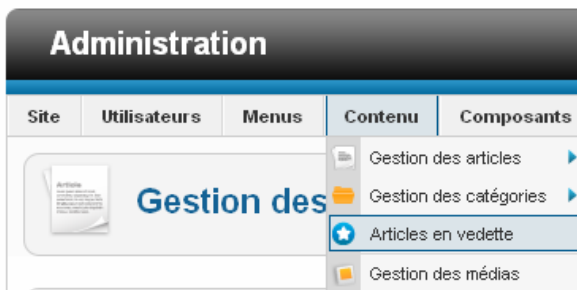 Administration
Site Utilisateurs Menus Contenu Composants
Gestion des articles
Gestion des catégories
Articles en vedette
Gestion des médias
Article
Gestion des